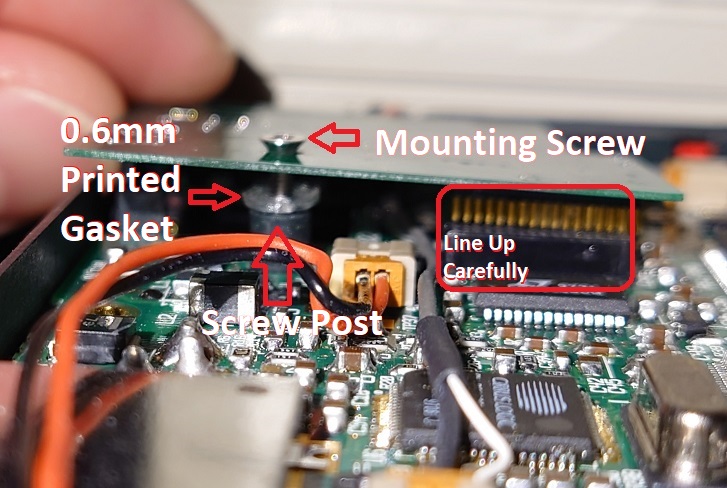 0.6mm
Printed
Gasket
Mounting Screw
Line Up
Carefully
Screw Post